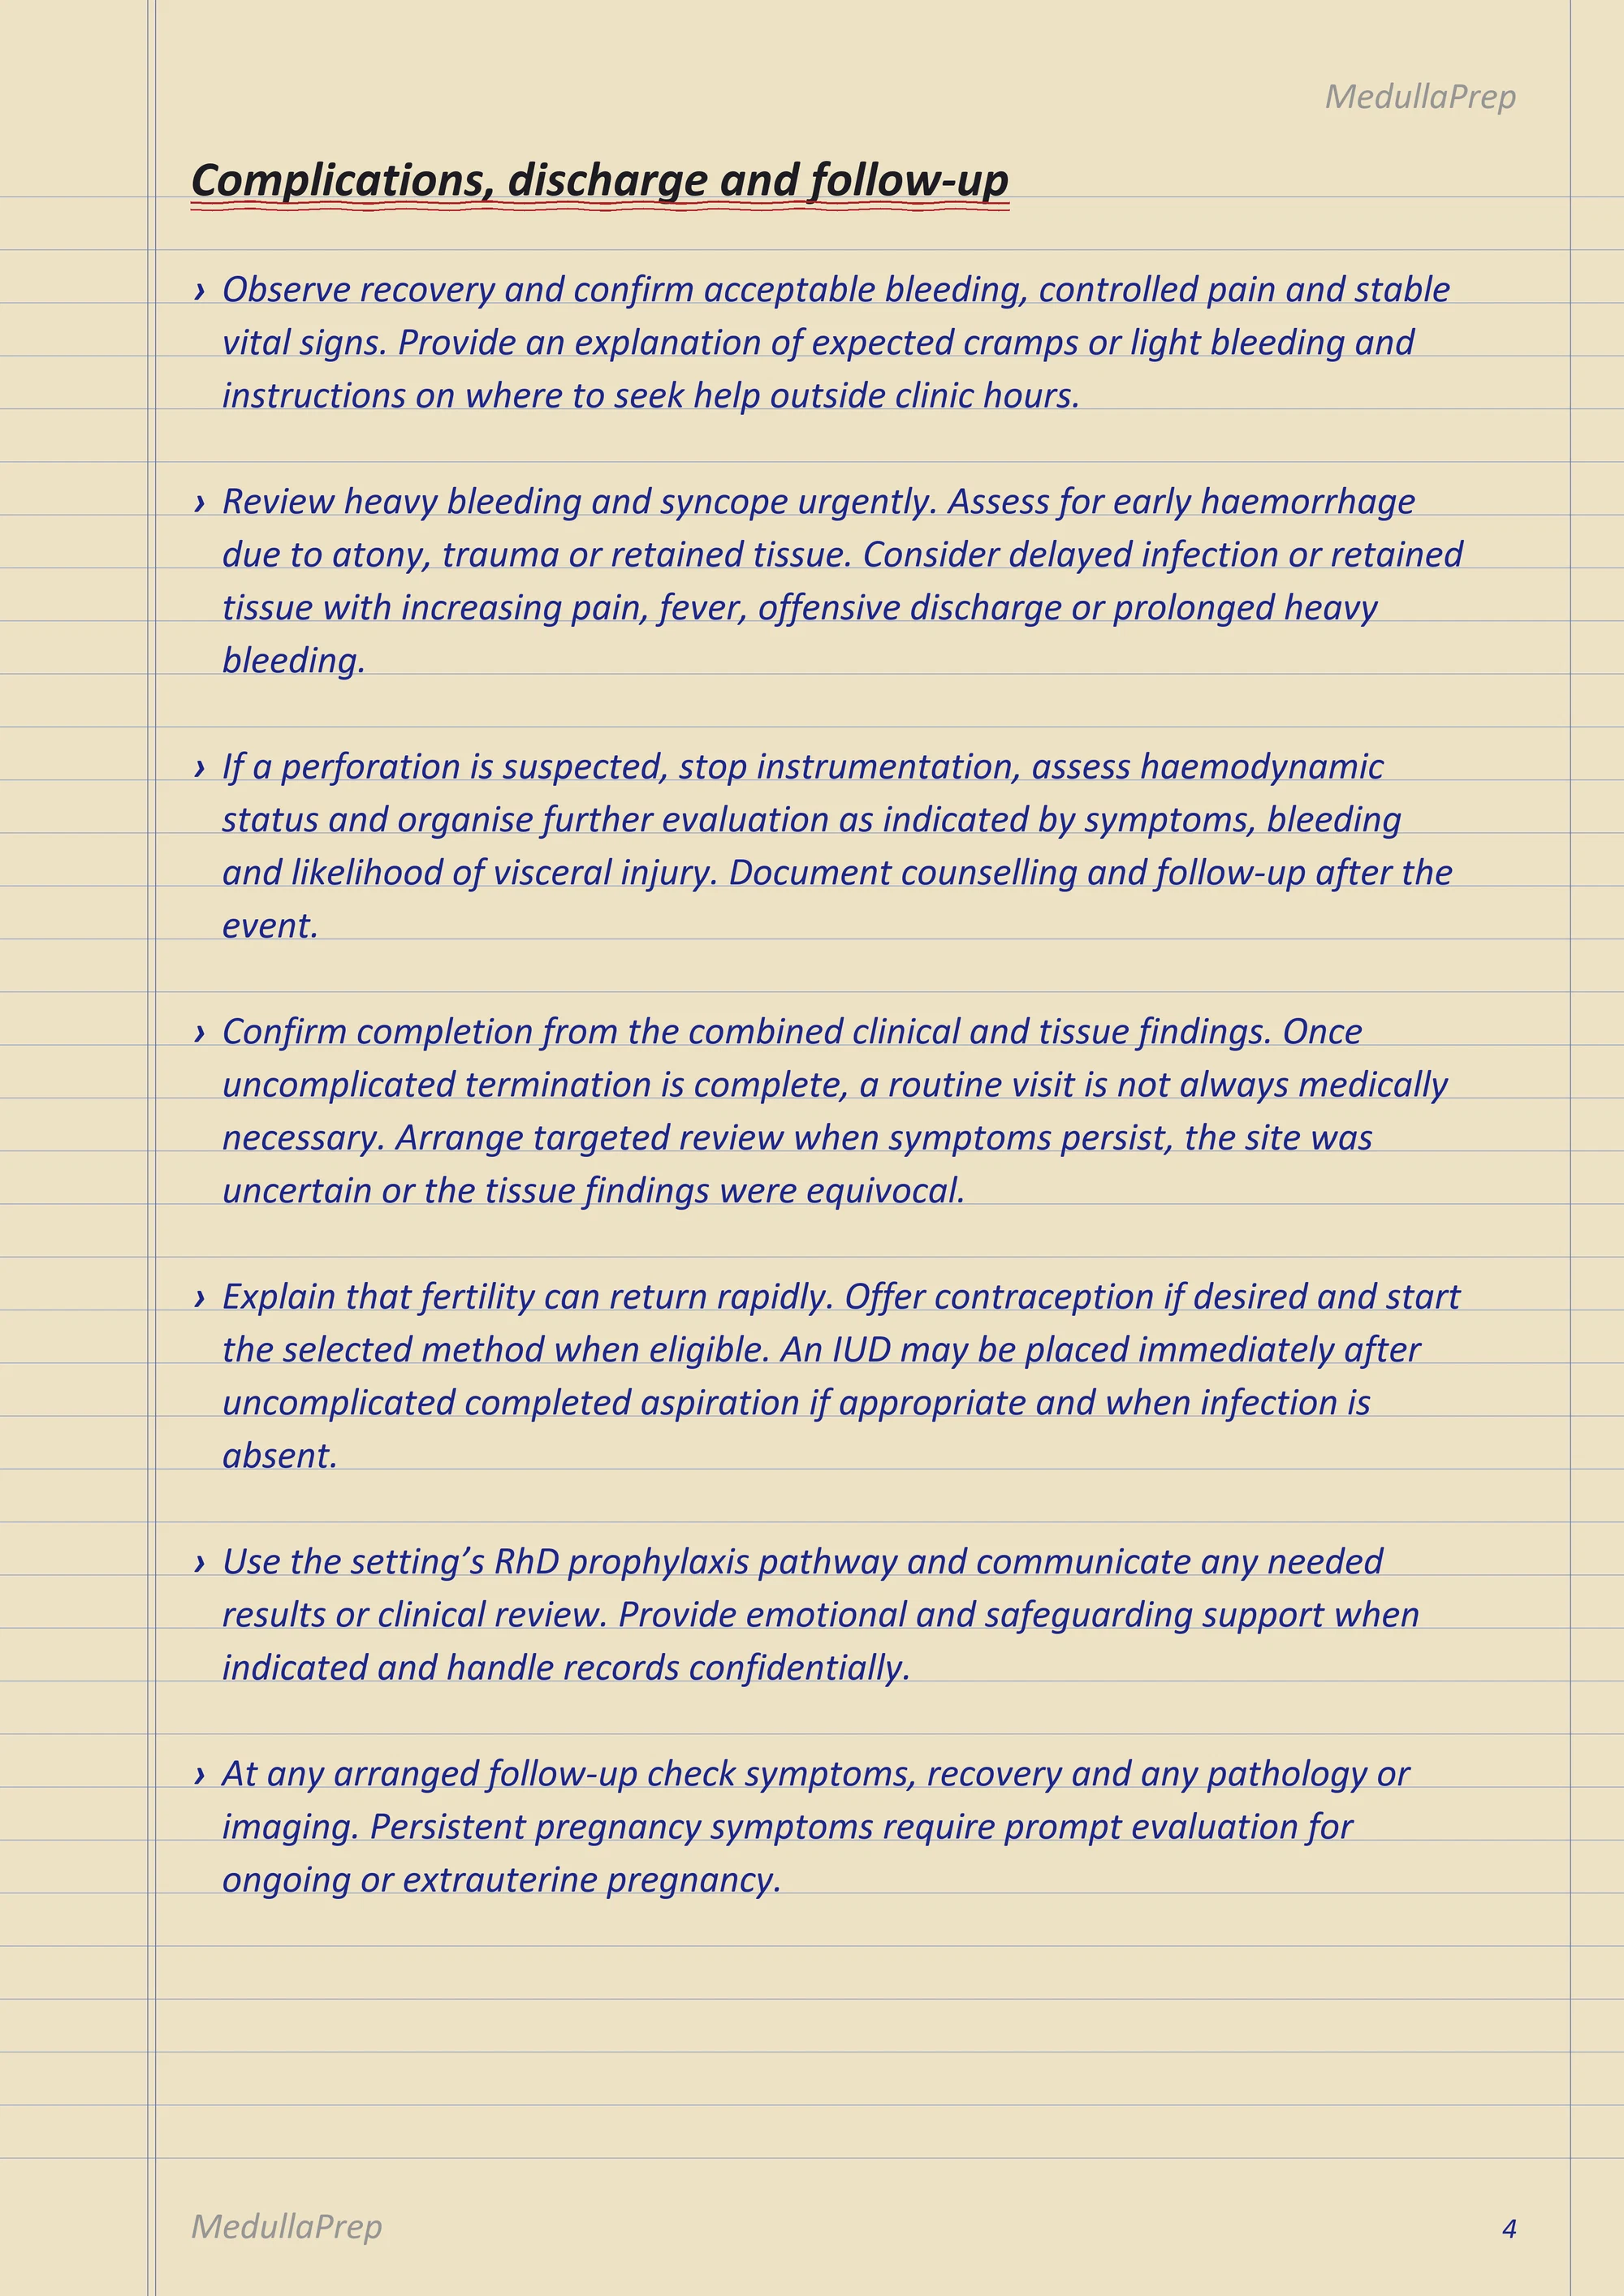 MedullaPrep
Complications, discharge and follow-up
› Observe recovery and confirm acceptable bleeding, controlled pain and stable
vital signs. Provide an explanation of expected cramps or light bleeding and
instructions on where to seek help outside clinic hours.
› Review heavy bleeding and syncope urgently. Assess for early haemorrhage
due to atony, trauma or retained tissue. Consider delayed infection or retained
tissue with increasing pain, fever, offensive discharge or prolonged heavy
bleeding.
› If a perforation is suspected, stop instrumentation, assess haemodynamic
status and organise further evaluation as indicated by symptoms, bleeding
and likelihood of visceral injury. Document counselling and follow-up after the
event.
› Confirm completion from the combined clinical and tissue findings. Once
uncomplicated termination is complete, a routine visit is not always medically
necessary. Arrange targeted review when symptoms persist, the site was
uncertain or the tissue findings were equivocal.
› Explain that fertility can return rapidly. Offer contraception if desired and start
the selected method when eligible. An IUD may be placed immediately after
uncomplicated completed aspiration if appropriate and when infection is
absent.
› Use the setting’s RhD prophylaxis pathway and communicate any needed
results or clinical review. Provide emotional and safeguarding support when
indicated and handle records confidentially.
› At any arranged follow-up check symptoms, recovery and any pathology or
imaging. Persistent pregnancy symptoms require prompt evaluation for
ongoing or extrauterine pregnancy.
MedullaPrep
4